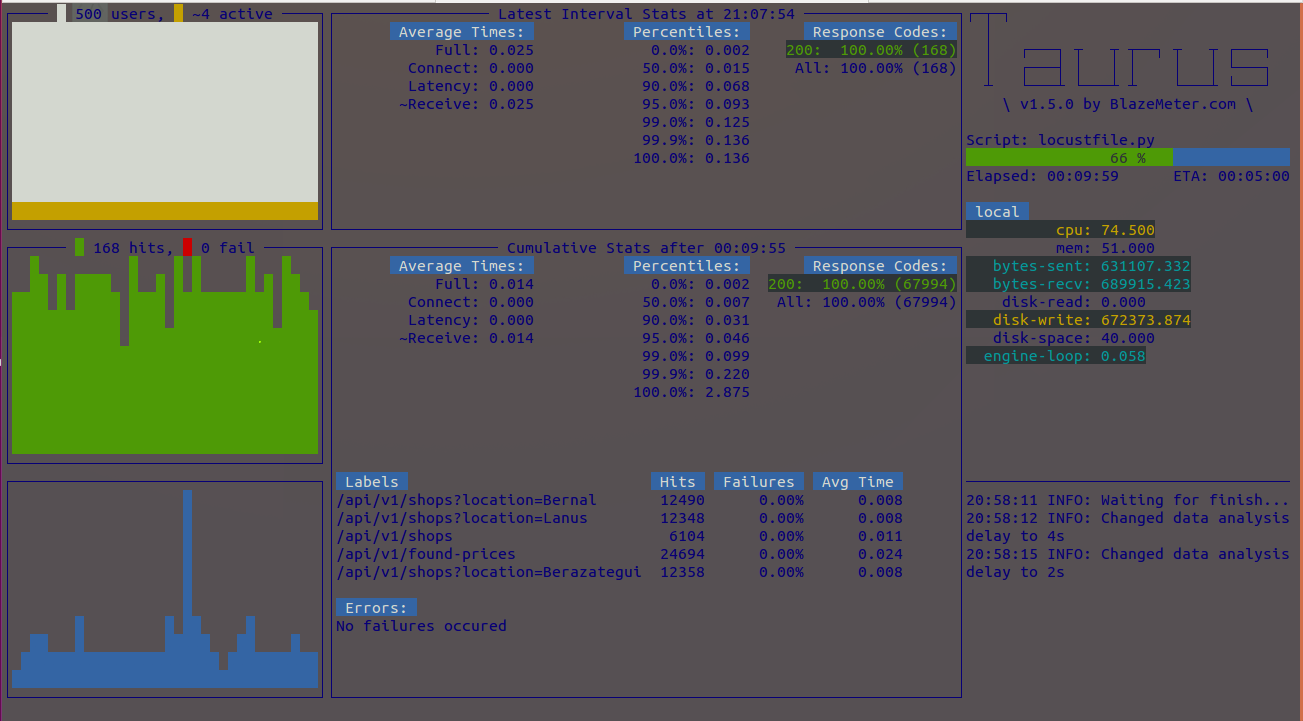 500 users, ~4 active
168 hits, 0 fail
Latest Interval Stats at 21:07:54
Average Times: Percentiles: Response Codes:
Full: 0.025 0.0%: 0.002 200: 100.00% (168)
Connect: 0.000 50.0%: 0.015 All: 100.00% (168)
Latency: 0.000 90.0%: 0.068
~Receive: 0.025 95.0%: 0.093
99.0%: 0.125
99.9%: 0.136
100.0%: 0.136
Cumulative Stats after 00:09:55
Average Times: Percentiles: Response Codes:
Full: 0.014 0.0%: 0.002 200: 100.00% (67994)
Connect: 0.000 50.0%: 0.007 All: 100.00% (67994)
Latency: 0.000 90.0%: 0.031
~Receive: 0.014 95.0%: 0.046
99.0%: 0.099
99.9%: 0.220
100.0%: 2.875
Labels Hits Failures Avg Time
/api/v1/shops?location=Bernal 12490 0.00% 0.008
/api/v1/shops?location=Lanus 12348 0.00% 0.008
/api/v1/shops 6104 0.00% 0.011
/api/v1/found-prices 24694 0.00% 0.024
/api/v1/shops?location=Berazategui 12358 0.00% 0.008
Errors:
No failures occured
Taurus
\ v1.5.0 by BlazeMeter.com \
Script: locustfile.py
66 %
Elapsed: 00:09:59 ETA: 00:05:00
local
cpu: 74.500
mem: 51.000
bytes-sent: 631107.332
bytes-recv: 689915.423
disk-read: 0.000
disk-write: 672373.874
disk-space: 40.000
engine-loop: 0.058
20:58:11 INFO: Waiting for finish...
20:58:12 INFO: Changed data analysis
delay to 4s
20:58:15 INFO: Changed data analysis
delay to 2s